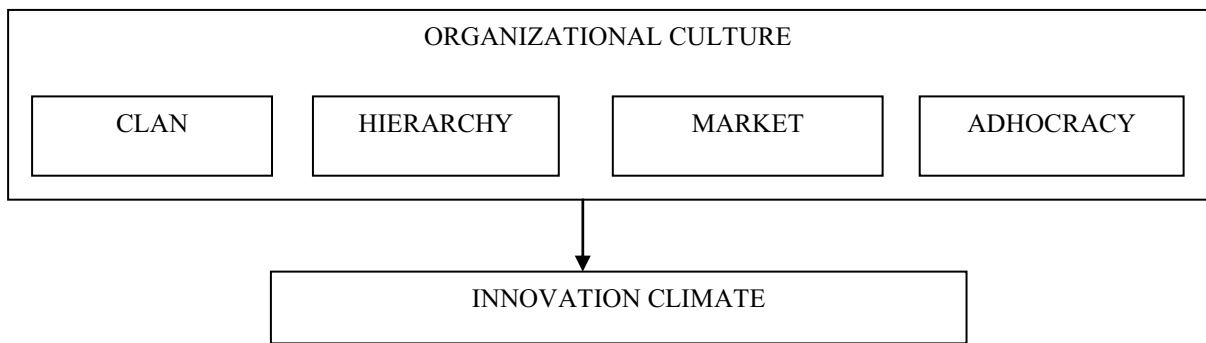 ORGANIZATIONAL CULTURE
CLAN
HIERARCHY
MARKET
ADHOCRACY
INNOVATION CLIMATE